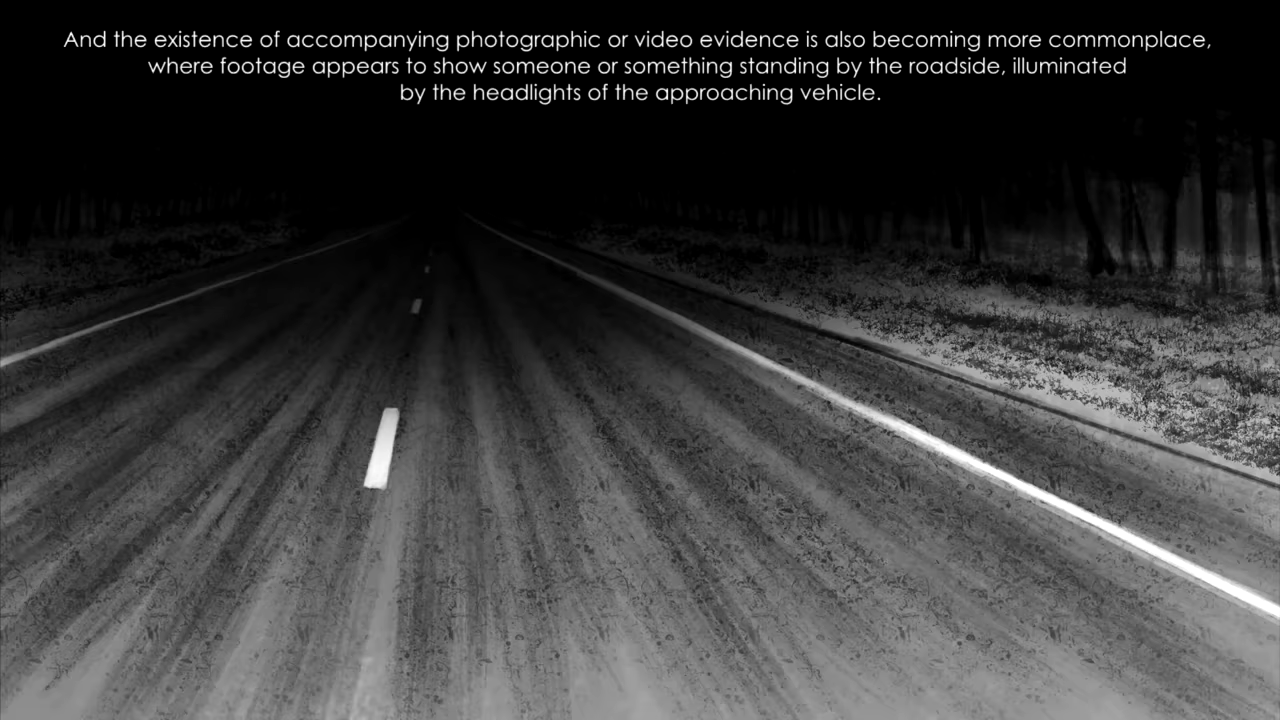 And the existence of accompanying photographic or video evidence is also becoming more commonplace,
where footage appears to show someone or something standing by the roadside, illuminated
by the headlights of the approaching vehicle.